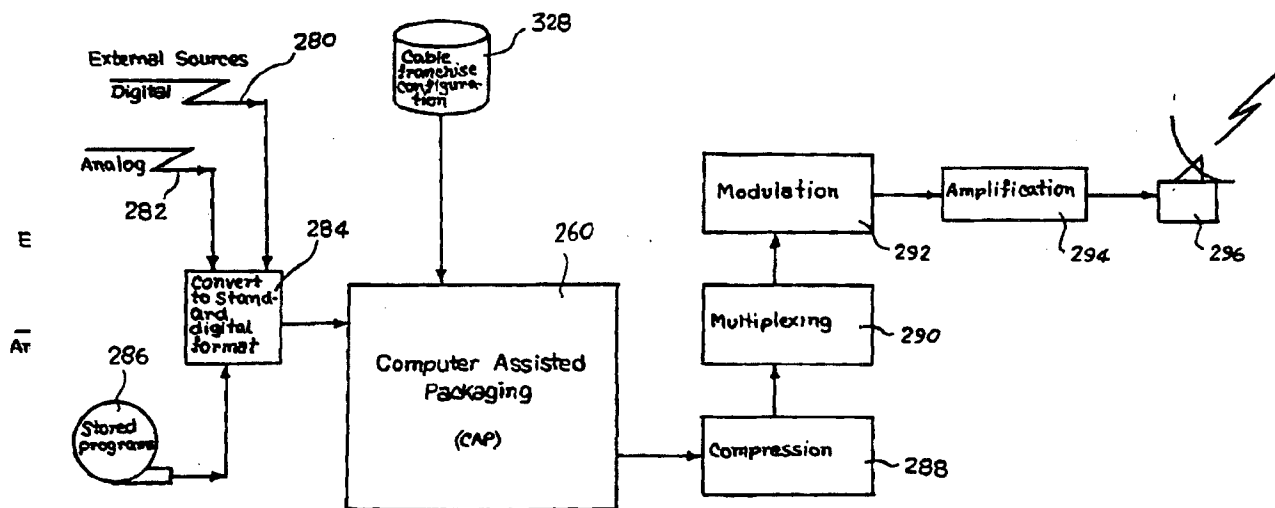 External Sources
280
Digital
Analog
282
328
Cable
franchise
configura-
tion
E
AT
284
Convert
to stand-
ard
digital
format
286
Stored
programs
260
Computer Assisted
Packaging
(CAP)
Modulation
292
Amplification
294
296
Multiplexing
290
Compression
288